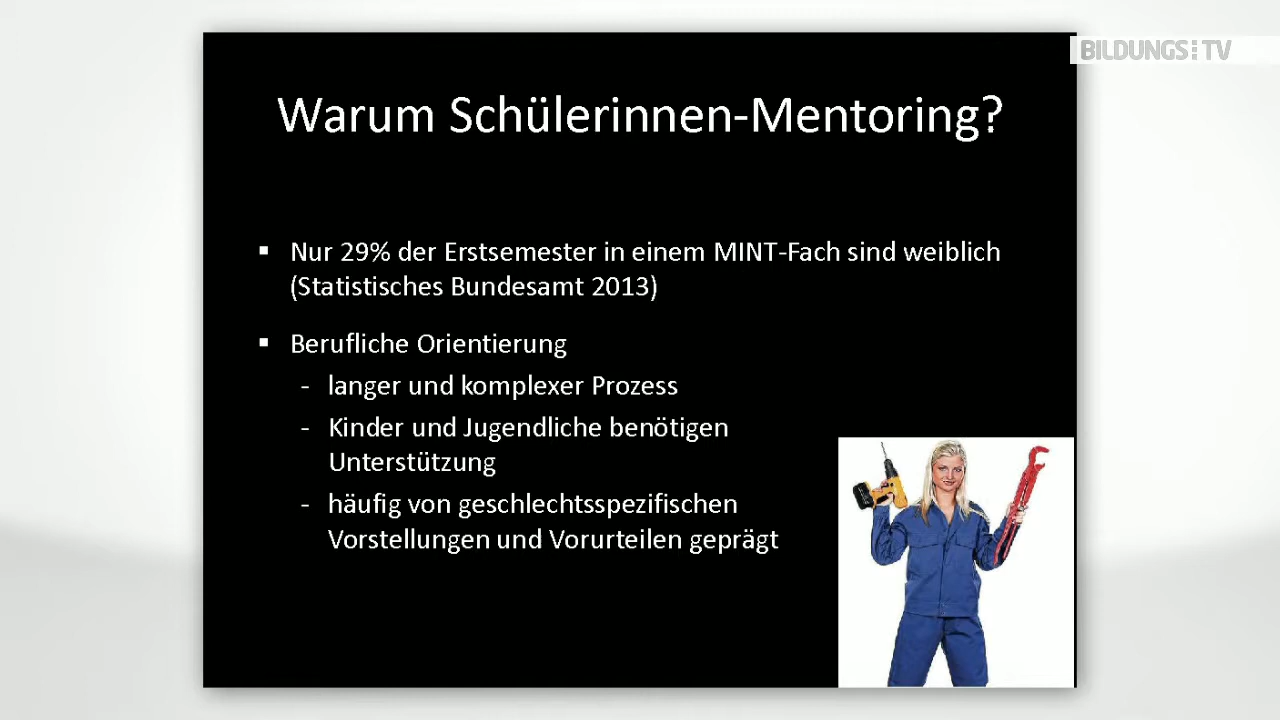 BILDUNGS TV
Warum Schülerinnen-Mentoring?
▪ Nur 29% der Erstsemester in einem MINT-Fach sind weiblich
(Statistisches Bundesamt 2013)
▪ Berufliche Orientierung
- langer und komplexer Prozess
- Kinder und Jugendliche benötigen
Unterstützung
- häufig von geschlechtsspezifischen
Vorstellungen und Vorurteilen geprägt